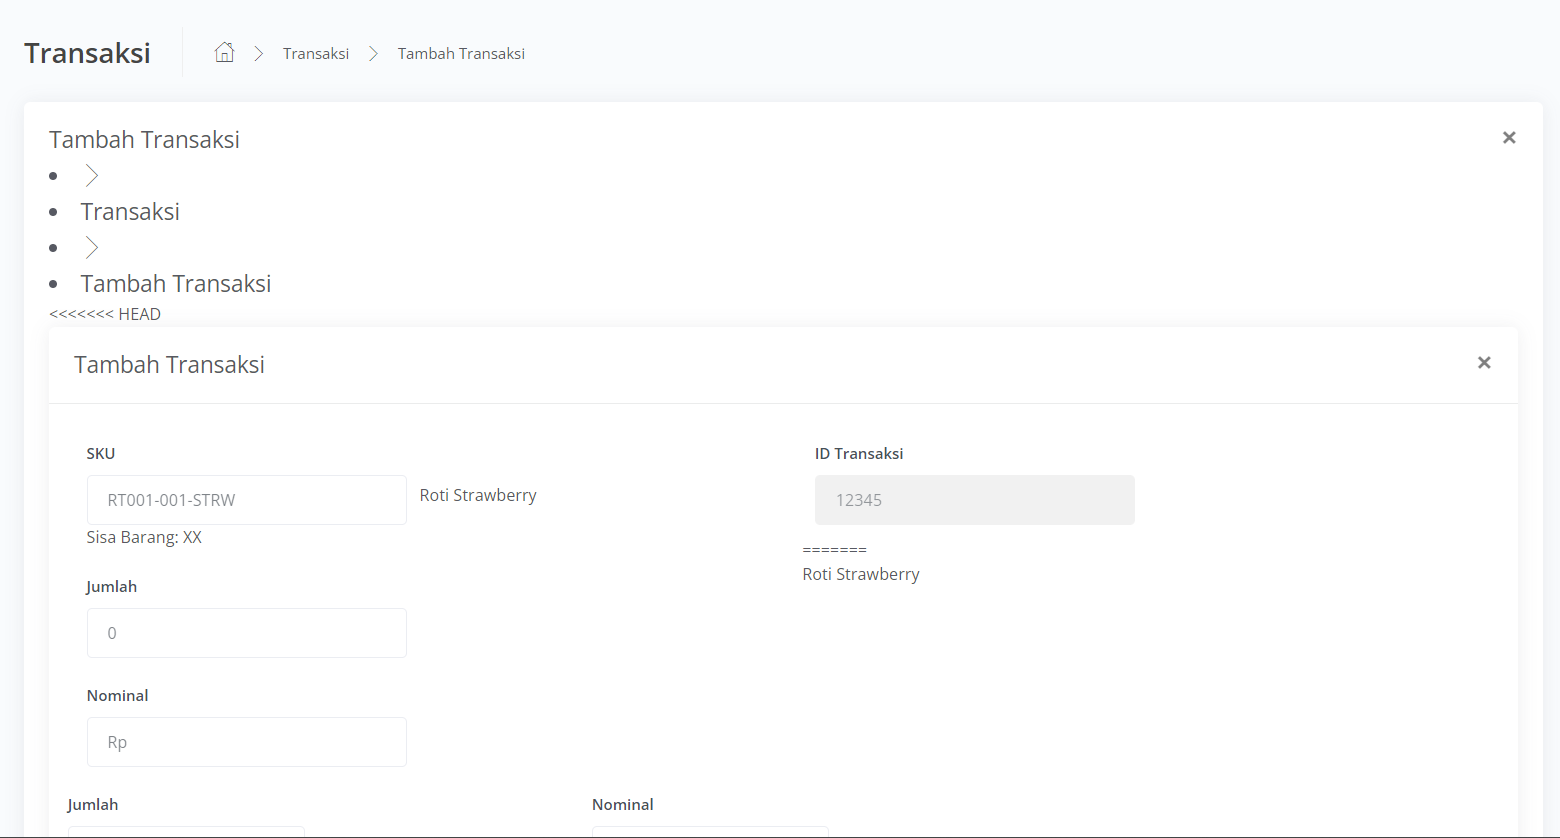 Transaksi
Transaksi
Tambah Transaksi
Tambah Transaksi
×
Transaksi
Tambah Transaksi
<<<<<<< HEAD
Tambah Transaksi
×
SKU
ID Transaksi
RT001-001-STRW
Roti Strawberry
12345
Sisa Barang: XX
=======
Roti Strawberry
Jumlah
0
Nominal
Rp
Jumlah
Nominal